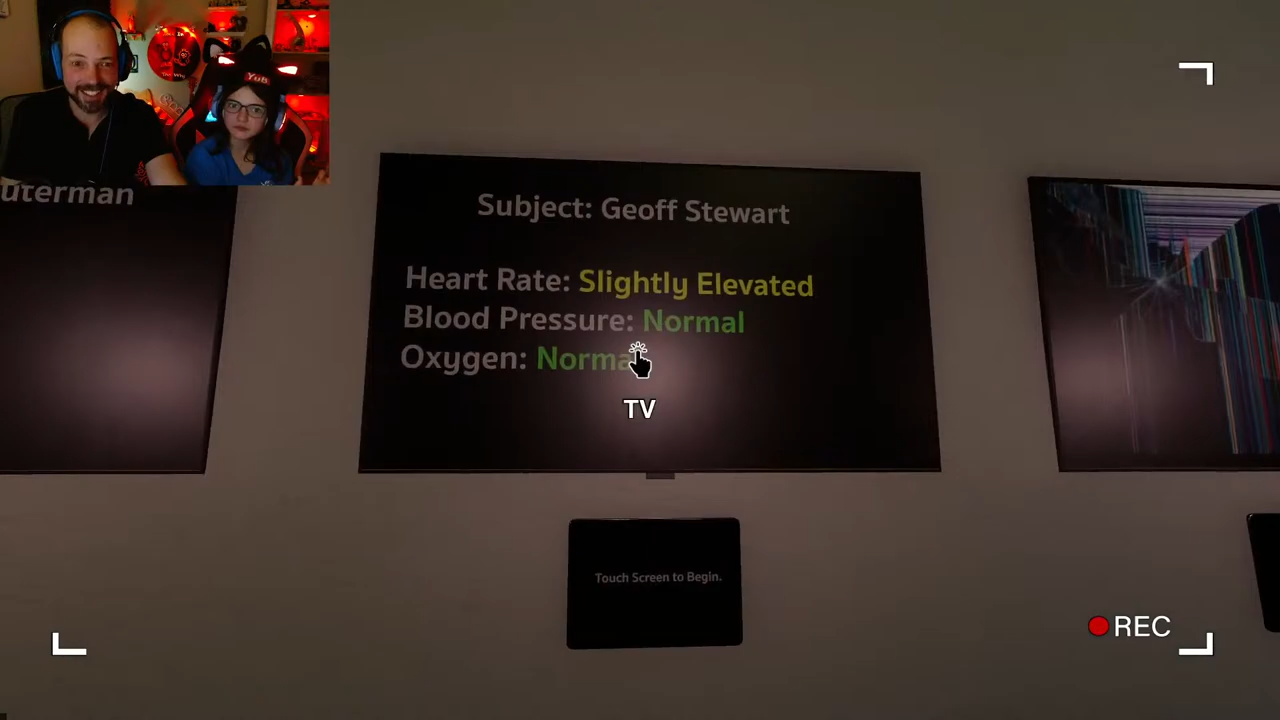 YuB
uterman
Subject: Geoff Stewart
Heart Rate: Slightly Elevated
Blood Pressure: Normal
Oxygen: Norma
TV
Touch Screen to Begin.
REC